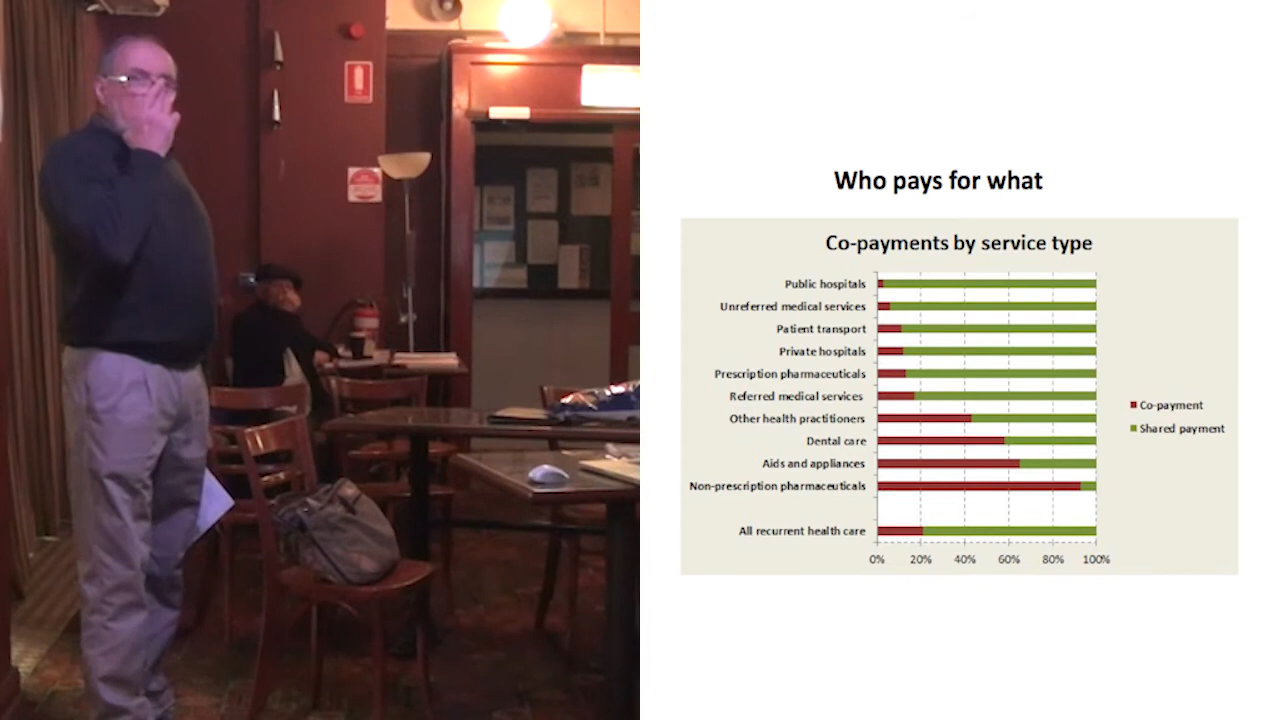 Who pays for what
Co-payments by service type
Public hospitals
Unreferred medical services
Patient transport
Private hospitals
Prescription pharmaceuticals
Referred medical services
Other health practitioners
Dental care
Aids and appliances
Non-prescription pharmaceuticals
All recurrent health care
0% 20% 40% 60% 80% 100%
Co-payment
Shared payment